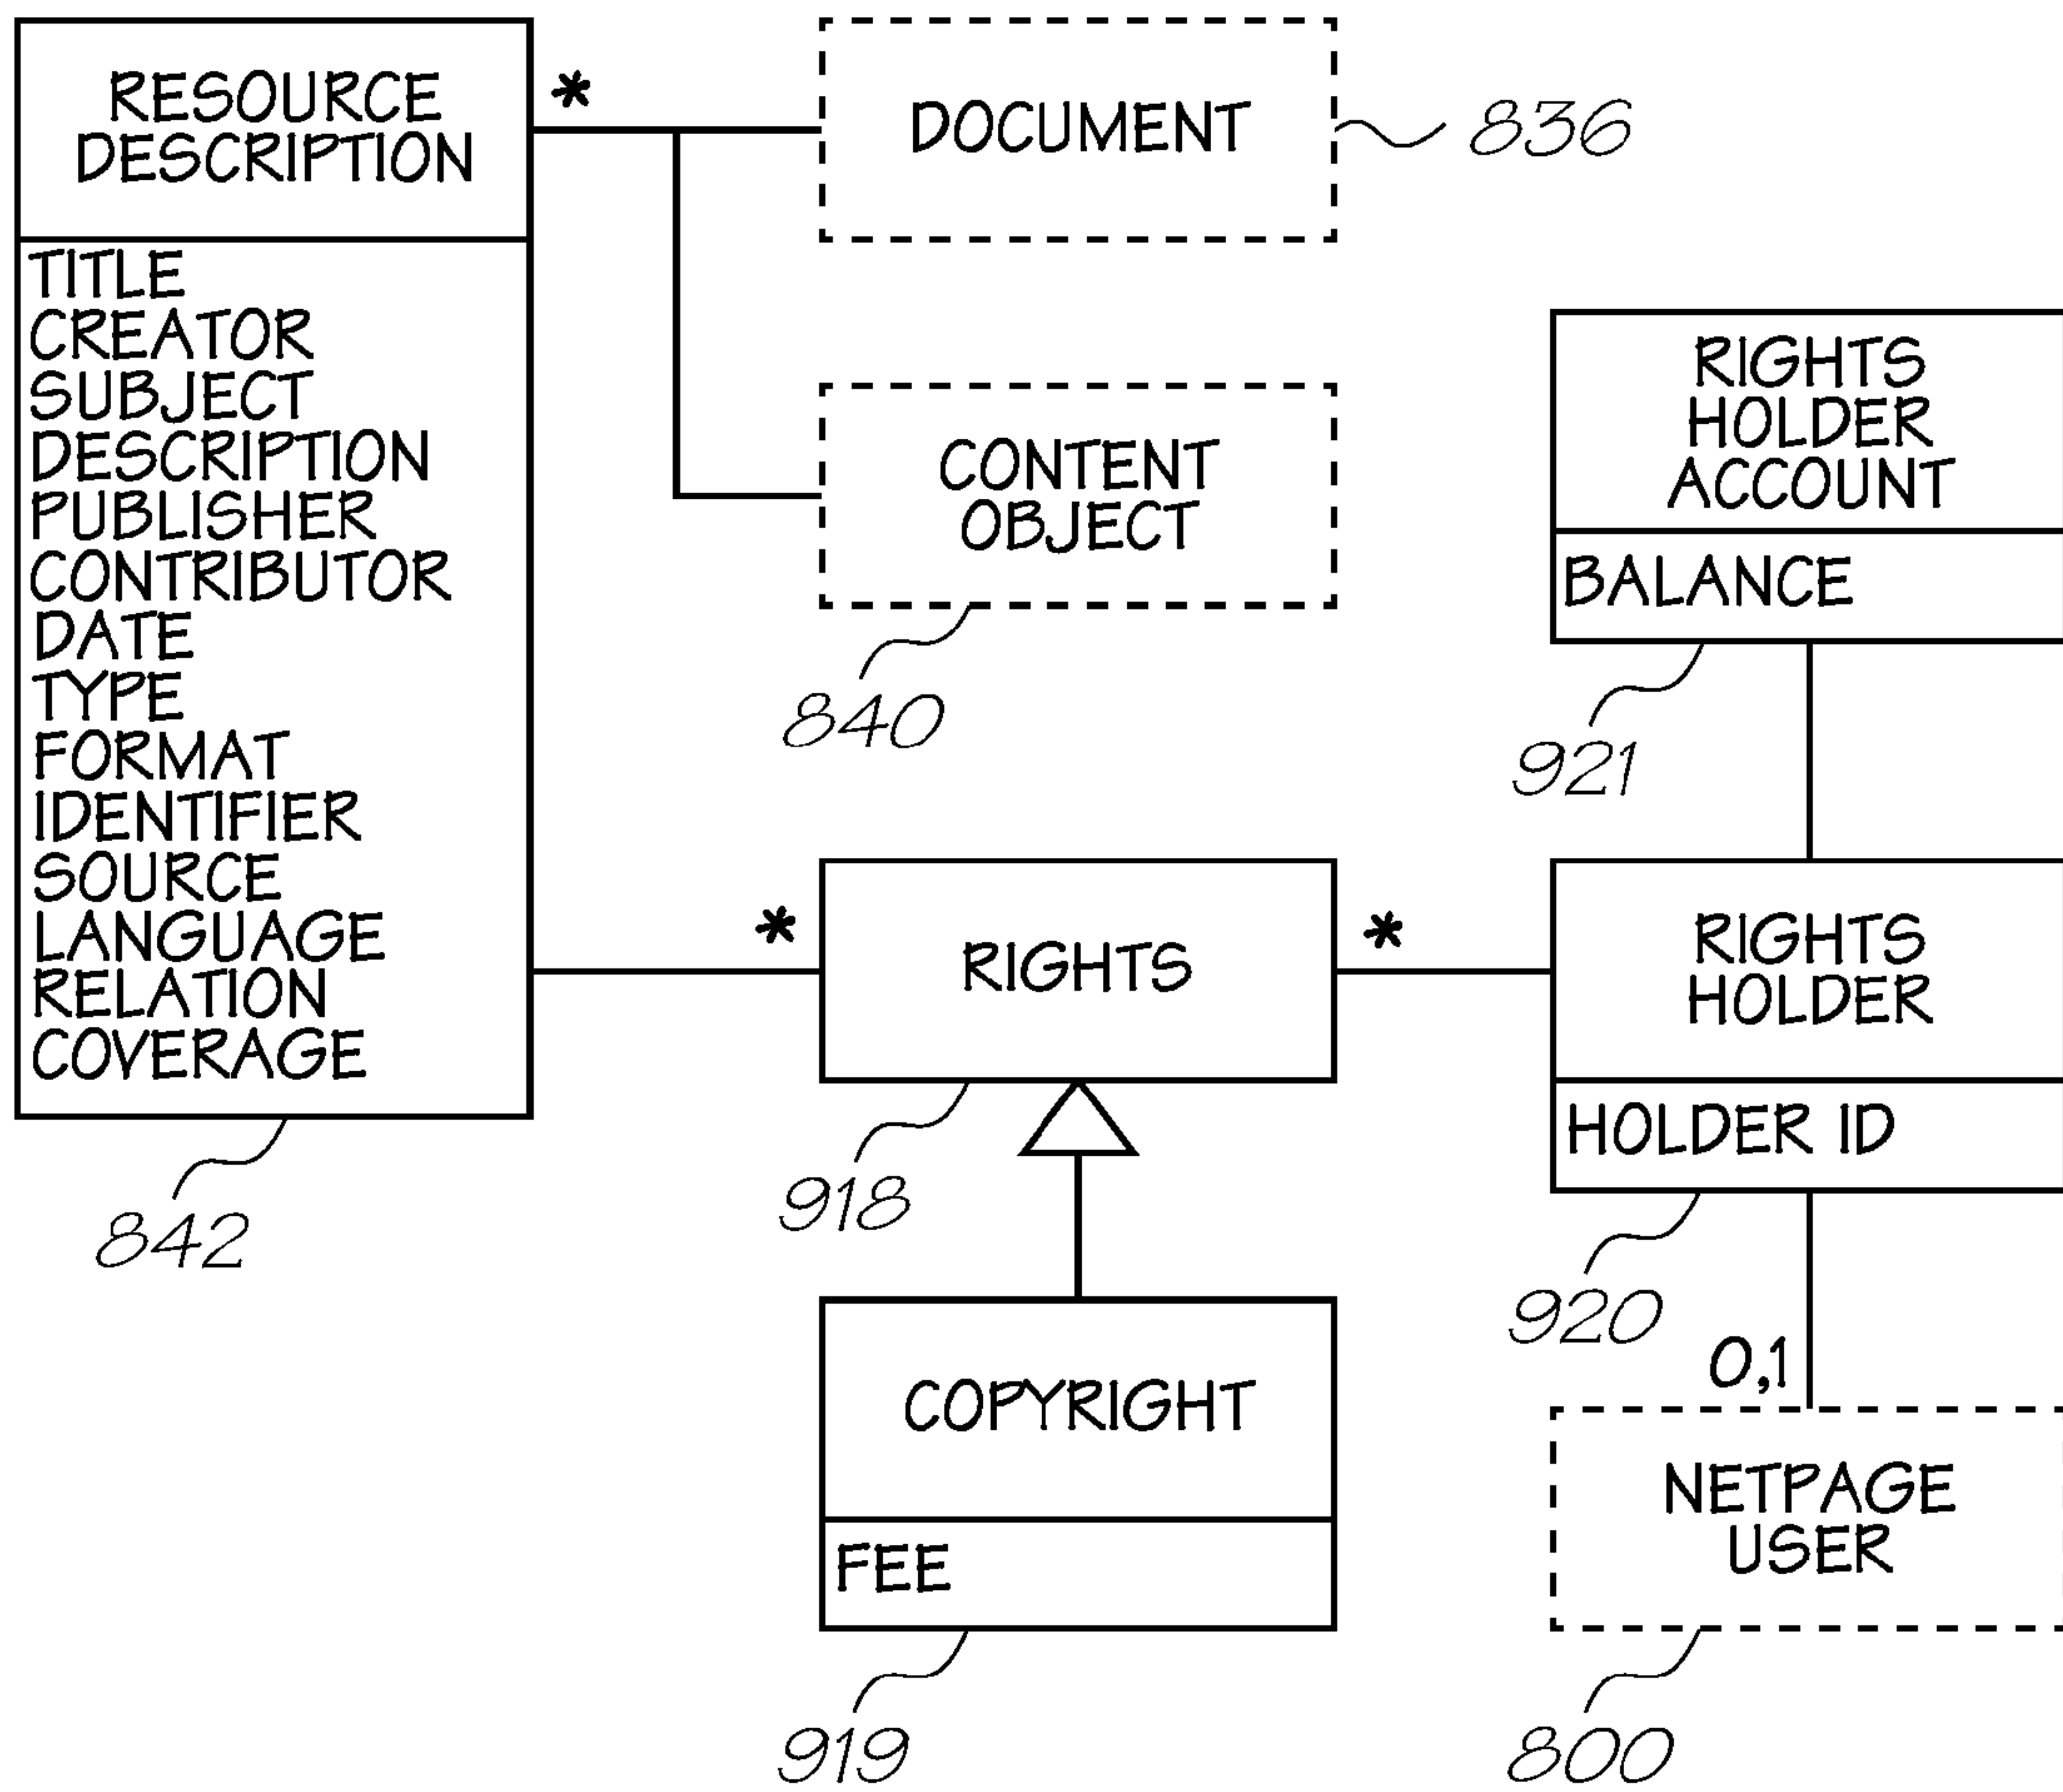 RESOURCE
DESCRIPTION
TITLE
CREATOR
SUBJECT
DESCRIPTION
PUBLISHER
CONTRIBUTOR
DATE
TYPE
FORMAT
IDENTIFIER
SOURCE
LANGUAGE
RELATION
COVERAGE
842
*
DOCUMENT
836
CONTENT
OBJECT
840
RIGHTS
HOLDER
ACCOUNT
BALANCE
921
*
RIGHTS
918
*
RIGHTS
HOLDER
HOLDER ID
920
COPYRIGHT
FEE
919
0,1
NETPAGE
USER
800